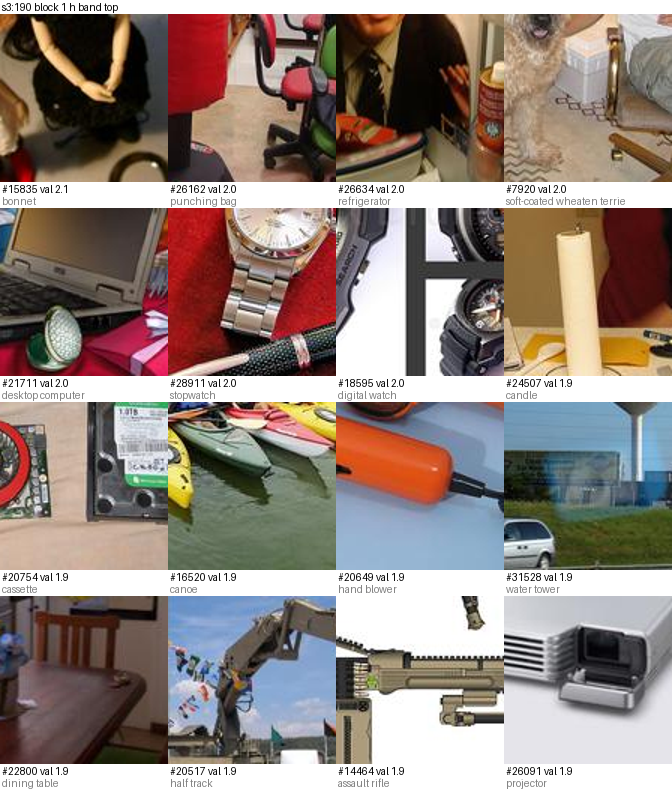 s3:190 block 1 h band top
#15835 val 2.1
bonnet
#26162 val 2.0
punching bag
#26634 val 2.0
refrigerator
#7920 val 2.0
soft-coated wheaten terrie
#21711 val 2.0
desktop computer
#28911 val 2.0
stopwatch
#18595 val 2.0
digital watch
#24507 val 1.9
candle
SEARCH
1.0TB
#20754 val 1.9
cassette
#16520 val 1.9
canoe
#20649 val 1.9
hand blower
#31528 val 1.9
water tower
#22800 val 1.9
dining table
#20517 val 1.9
half track
#14464 val 1.9
assault rifle
#26091 val 1.9
projector